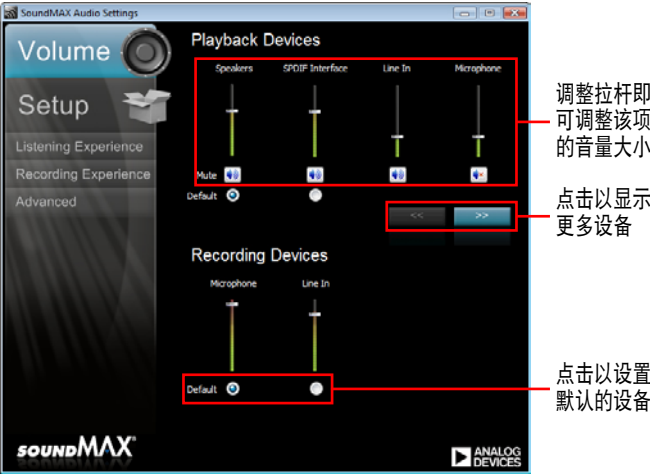 SoundMAX Audio Settings
Volume
Setup
Listening Experience
Recording Experience
Advanced
Playback Devices
Speakers SPDIF Interface Line In Microphone
Mute
Default
<< >>
Recording Devices
Microphone Line In
Default
SOUNDMAX
ANALOG
DEVICES
调整拉杆即
可调整该项
的音量大小
点击以显示
更多设备
点击以设置
默认的设备